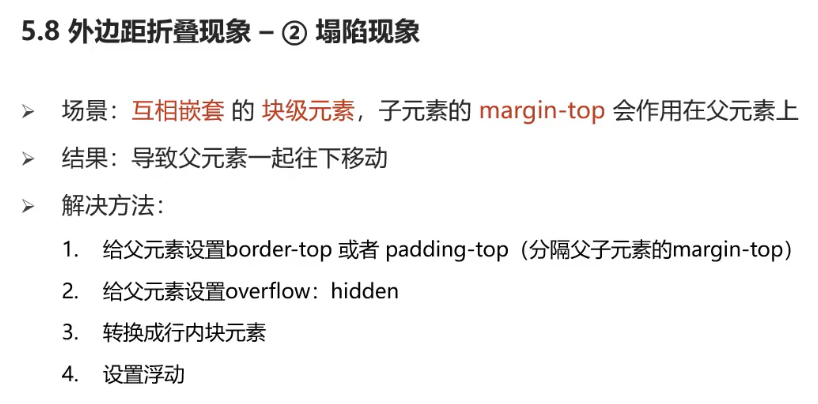 5.8 外边距折叠现象 – ② 塌陷现象
➢ 场景：互相嵌套 的 块级元素，子元素的 margin-top 会作用在父元素上
➢ 结果：导致父元素一起往下移动
➢ 解决方法：
1. 给父元素设置border-top 或者 padding-top（分隔父子元素的margin-top）
2. 给父元素设置overflow：hidden
3. 转换成行内块元素
4. 设置浮动